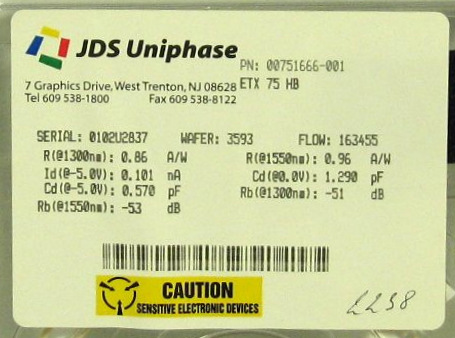 JDS Uniphase
PN: 00751666-001
7 Graphics Drive, West Trenton, NJ 08628 ETX 75 HB
Tel 609 538-1800 Fax 609 538-8122
SERIAL: 0102U2837 WAFER: 3593 FLOW: 163455
R(@1300nm): 0.86 A/W R(@1550nm): 0.96 A/W
Id(@-5.0V): 0.101 nA Cd(@0.0V): 1.290 pF
Cd(@-5.0V): 0.570 pF Rb(@1300nm): -51 dB
Rb(@1550nm): -53 dB
CAUTION
SENSITIVE ELECTRONIC DEVICES